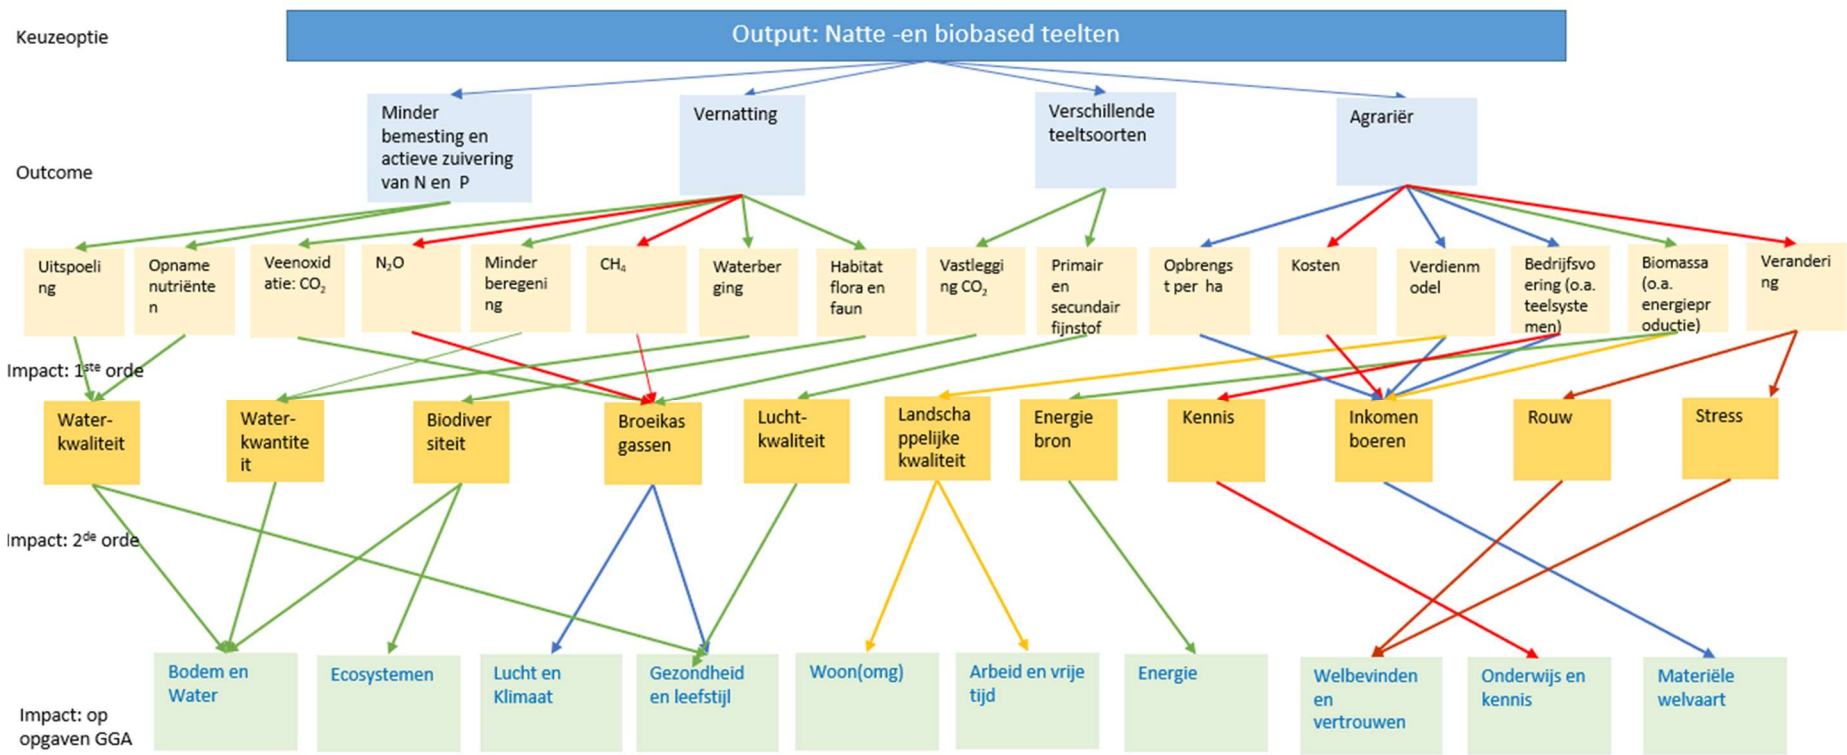 Keuzeoptie
Output: Natte -en biobased teelten
Outcome
Minder
bemesting en
actieve zuivering
van N en P
Vernatting
Verschillende
teeltsoorten
Agrariër
Uitspoeli
ng
Opname
nutriënte
n
Veenoxid
atie: CO₂
N₂O
Minder
beregeni
ng
CH₄
Waterber
ging
Habitat
flora en
faun
Vastleggi
ng CO₂
Primair
en
secundair
fijnstof
Opbrengs
t per ha
Kosten
Verdienm
odel
Bedrijfsvo
ering (o.a.
teelsyste
men)
Biomassa
(o.a.
energiepr
oductie)
Veranderi
ng
Impact: 1ste orde
Water-
kwaliteit
Water-
kwantite
it
Biodiver
siteit
Broeikas
gassen
Lucht-
kwaliteit
Landscha
ppelijke
kwaliteit
Energie
bron
Kennis
Inkomen
boeren
Rouw
Stress
Impact: 2de orde
Bodem en
Water
Ecosystemen
Lucht en
Klimaat
Gezondheid
en leefstijl
Woon(omg)
Arbeid en vrije
tijd
Energie
Welbevinden
en
vertrouwen
Onderwijs en
kennis
Materiële
welvaart
Impact: op
opgaven GGA